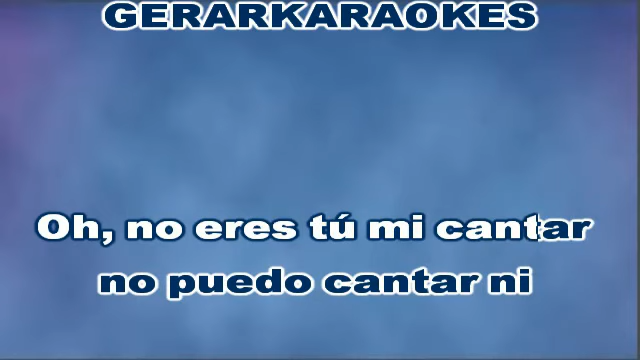 GERARKARAOKES
Oh, no eres tú mi cantar
no puedo cantar ni